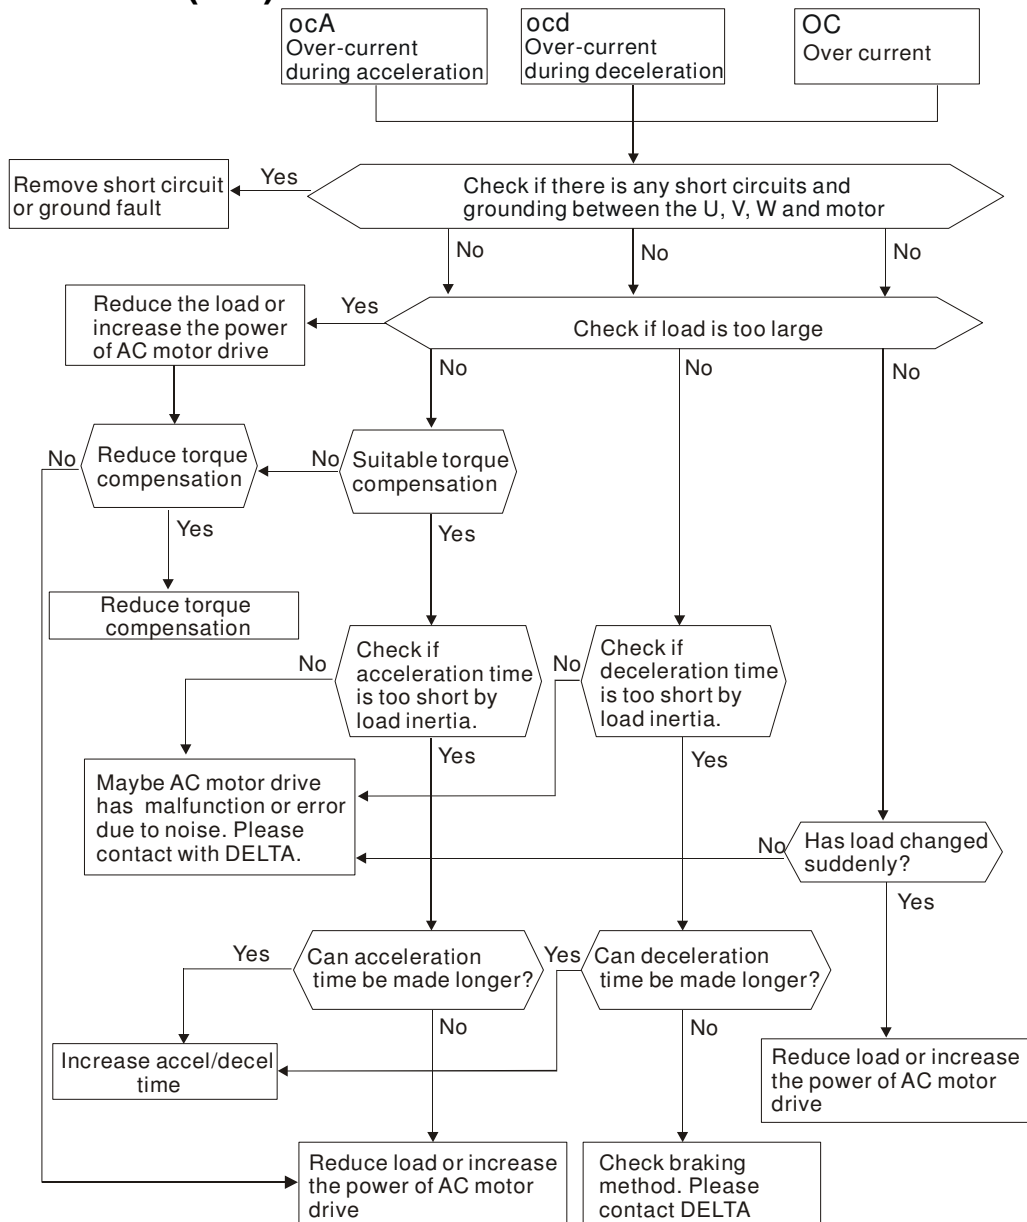 ocA
Over-current
during acceleration
ocd
Over-current
during deceleration
OC
Over current
Remove short circuit
or ground fault
Yes
Check if there is any short circuits and
grounding between the U, V, W and motor
No
No
No
Reduce the load or
increase the power
of AC motor drive
Yes
Check if load is too large
No
No
No
No
Reduce torque
compensation
No
Suitable torque
compensation
Yes
Yes
Reduce torque
compensation
No
Check if
acceleration time
is too short by
load inertia.
No
Check if
deceleration time
is too short by
load inertia.
Yes
Yes
Maybe AC motor drive
has malfunction or error
due to noise. Please
contact with DELTA.
No
Has load changed
suddenly?
Yes
Yes
Can acceleration
time be made longer?
Yes
Can deceleration
time be made longer?
No
No
Increase accel/decel
time
Reduce load or increase
the power of AC motor
drive
Reduce load or increase
the power of AC motor
drive
Check braking
method. Please
contact DELTA